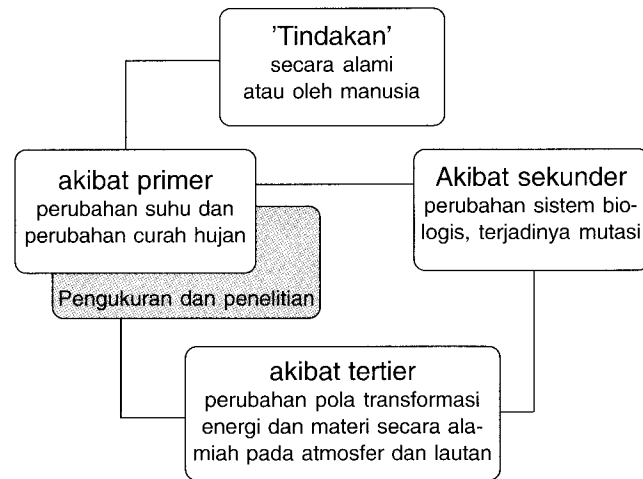 ’Tindakan’
secara alami
atau oleh manusia
akibat primer
perubahan suhu dan
perubahan curah hujan
Akibat sekunder
perubahan sistem bio-
logis, terjadinya mutasi
Pengukuran dan penelitian
akibat tertier
perubahan pola transformasi
energi dan materi secara ala-
miah pada atmosfer dan lautan